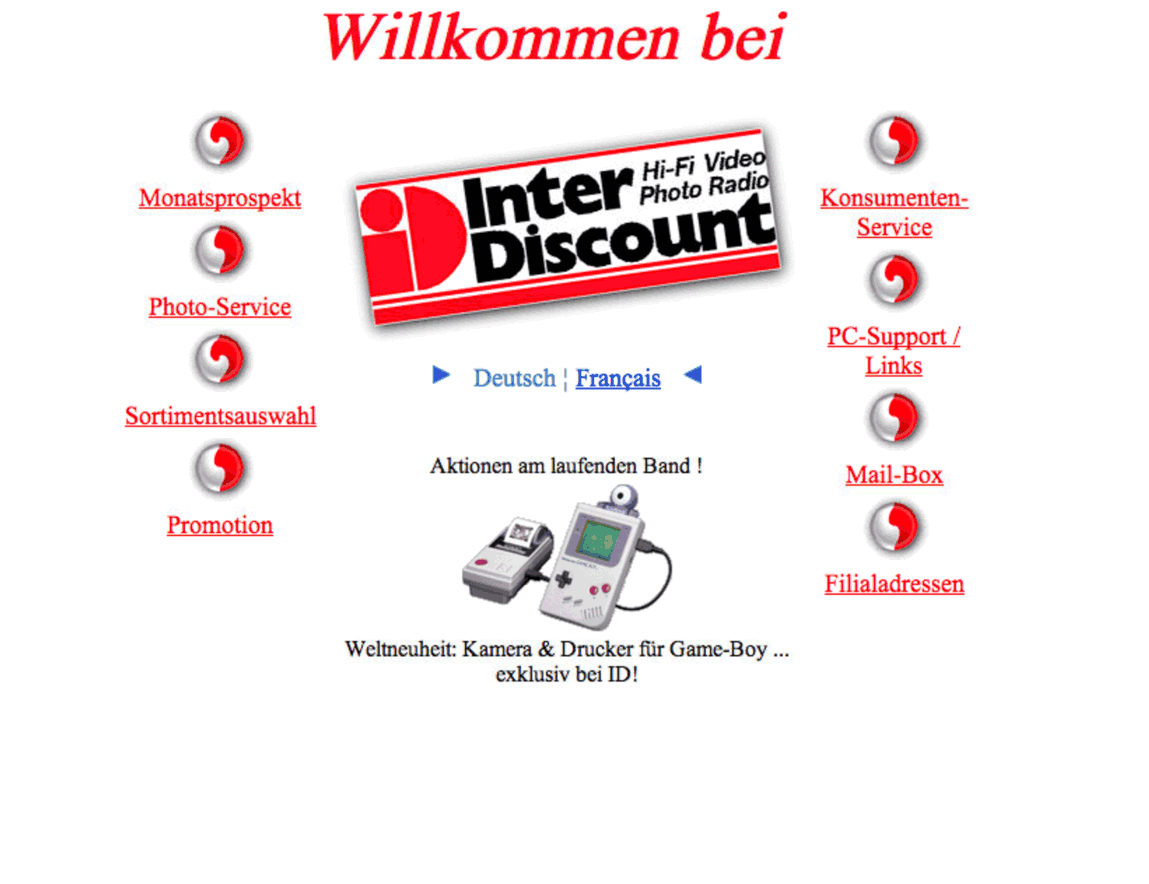 Willkommen bei
Monatsprospekt
Photo-Service
Sortimentsauswahl
Promotion
iD Inter Discount
Hi-Fi Video
Photo Radio
Deutsch ¦ Français
Aktionen am laufenden Band !
Weltneuheit: Kamera & Drucker für Game-Boy ...
exklusiv bei ID!
Konsumenten-
Service
PC-Support /
Links
Mail-Box
Filialadressen